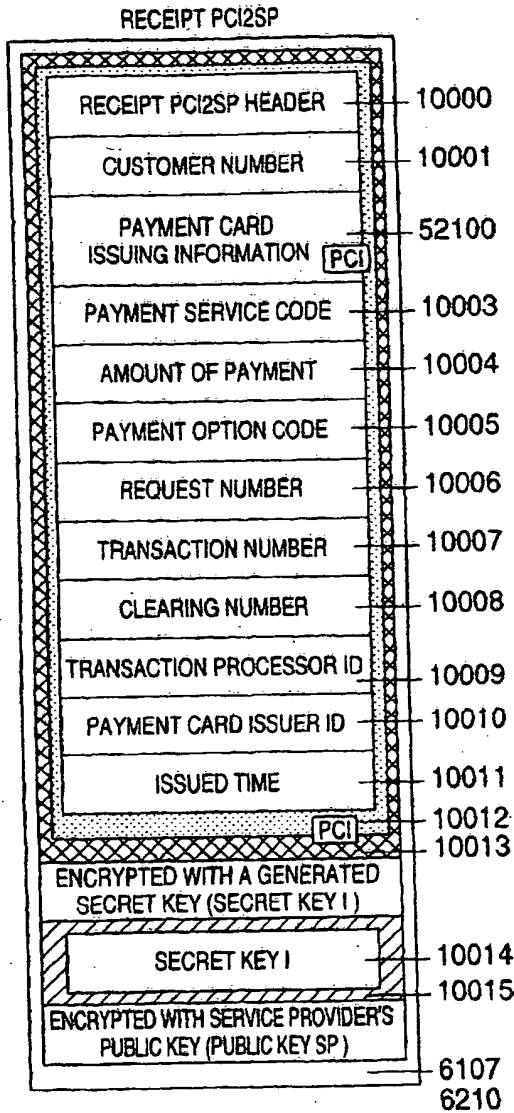 RECEIPT PCI2SP
RECEIPT PCI2SP HEADER 10000
CUSTOMER NUMBER 10001
PAYMENT CARD
ISSUING INFORMATION 52100
PCI
PAYMENT SERVICE CODE 10003
AMOUNT OF PAYMENT 10004
PAYMENT OPTION CODE 10005
REQUEST NUMBER 10006
TRANSACTION NUMBER 10007
CLEARING NUMBER 10008
TRANSACTION PROCESSOR ID 10009
PAYMENT CARD ISSUER ID 10010
ISSUED TIME 10011
PCI 10012
10013
ENCRYPTED WITH A GENERATED
SECRET KEY (SECRET KEY I)
SECRET KEY I 10014
10015
ENCRYPTED WITH SERVICE PROVIDER'S
PUBLIC KEY (PUBLIC KEY SP)
6107
6210